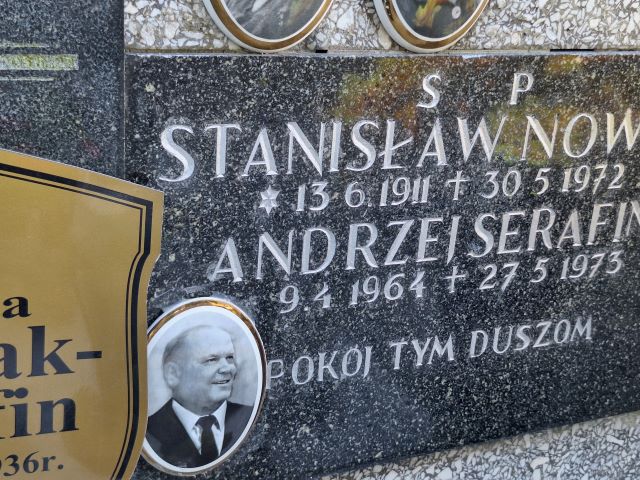 S P
STANISŁAW NOW
* 13 6 1911 + 30 5 1972
ANDRZEJ SERAFIN
9.4 1964 + 27 5 1973
POKÓJ TYM DUSZOM
a
ak-
fin
936r.